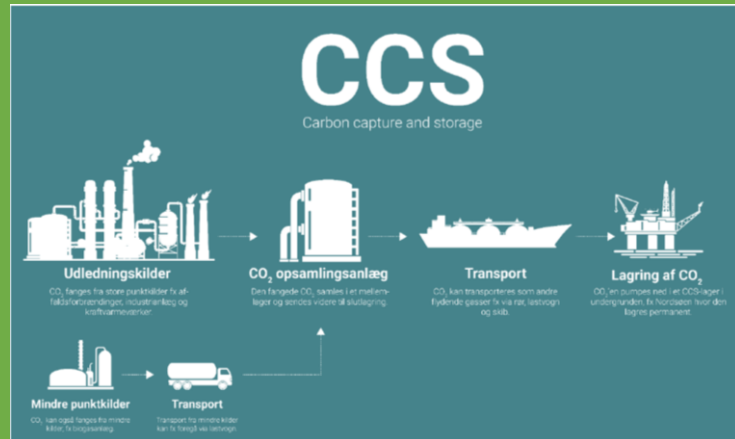 CCS
Carbon capture and storage
Udledningskilder
CO₂ fanges fra store punktkilder fx af-
faldsforbrændinger, industrianlæg og
kraftvarmeværker
CO₂ opsamlingsanlæg
Den fangede CO₂ samles i et mellem-
lager og sendes videre til slutlagring.
Transport
CO₂ kan transporteres som andre
flydende gasser fx via rør, lastvogn
og skib.
Lagring af CO₂
CO₂'en pumpes ned i et CCS-lager i
undergrunden, fx Nordsøen hvor den
lagres permanent
Mindre punktkilder
CO₂ kan også fanges fra mindre
kilder, fx biogasanlæg.
Transport
Transport fra mindre kilder
kan fx foregå via lastvogn.